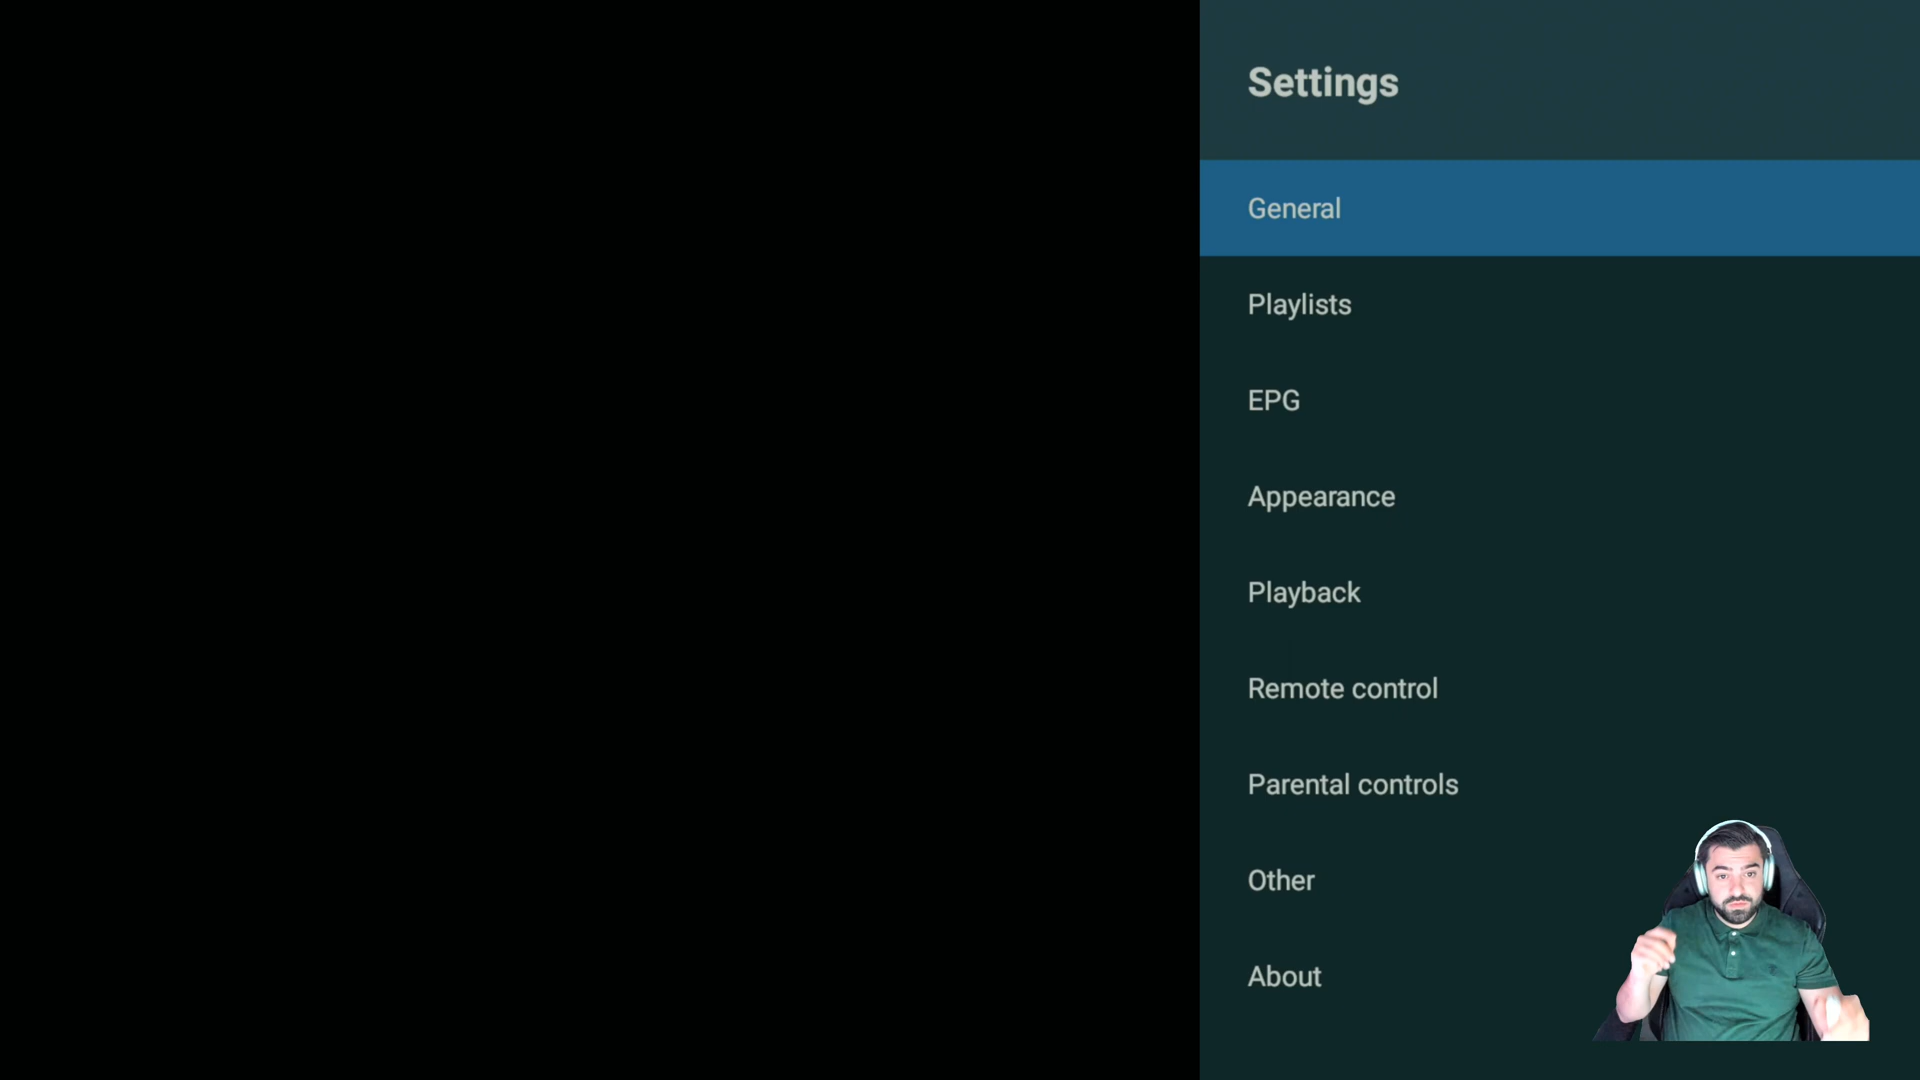 Settings
General
Playlists
EPG
Appearance
Playback
Remote control
Parental controls
Other
About